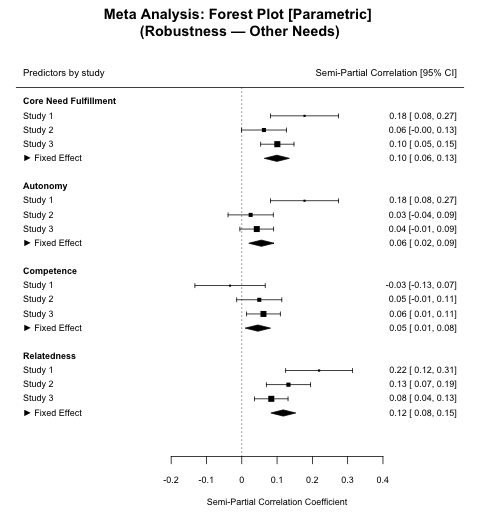 Meta Analysis: Forest Plot [Parametric]
(Robustness — Other Needs)
Predictors by study Semi-Partial Correlation [95% CI]
Core Need Fulfillment
Study 1 0.18 [ 0.08, 0.27]
Study 2 0.06 [-0.00, 0.13]
Study 3 0.10 [ 0.05, 0.15]
► Fixed Effect 0.10 [ 0.06, 0.13]
Autonomy
Study 1 0.18 [ 0.08, 0.27]
Study 2 0.03 [-0.04, 0.09]
Study 3 0.04 [-0.01, 0.09]
► Fixed Effect 0.06 [ 0.02, 0.09]
Competence
Study 1 -0.03 [-0.13, 0.07]
Study 2 0.05 [-0.01, 0.11]
Study 3 0.06 [ 0.01, 0.11]
► Fixed Effect 0.05 [ 0.01, 0.08]
Relatedness
Study 1 0.22 [ 0.12, 0.31]
Study 2 0.13 [ 0.07, 0.19]
Study 3 0.08 [ 0.04, 0.13]
► Fixed Effect 0.12 [ 0.08, 0.15]
-0.2 -0.1 0 0.1 0.2 0.3 0.4
Semi-Partial Correlation Coefficient